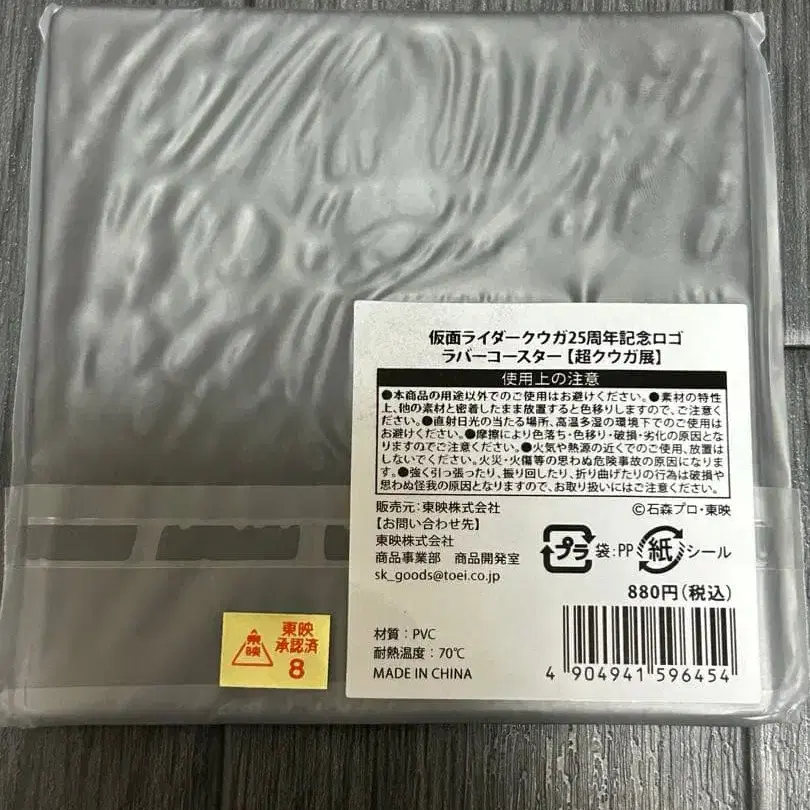 仮面ライダークウガ25周年記念ロゴ
ラバーコースター【超クウガ展】
使用上の注意
●本商品の用途以外でのご使用はお避けください。●素材の特性
上、他の素材と密着したまま放置すると色移りしますので、ご注意くだ
さい。●直射日光の当たる場所、高温多湿の環境下でのご使用は
お避けください。●摩擦により色落ち・色移り・破損・劣化の原因とな
りますのでご注意ください。●火気や熱源の近くでのご使用、放置は
しないでください。火災・火傷等の思わぬ危険事故の原因になりま
す。●強く引っ張ったり、振り回したり、折り曲げたりの行為は破損や
思わぬ怪我の原因となりますので、お取り扱いにはご注意ください。
販売元:東映株式会社
©石森プロ・東映
【お問い合わせ先】
東映株式会社
商品事業部 商品開発室
sk_goods@toei.co.jp
プラ 袋:PP 紙 シール
880円(税込)
材質:PVC
耐熱温度:70℃
MADE IN CHINA
4 904941 596454
東映
東映
承認済
8